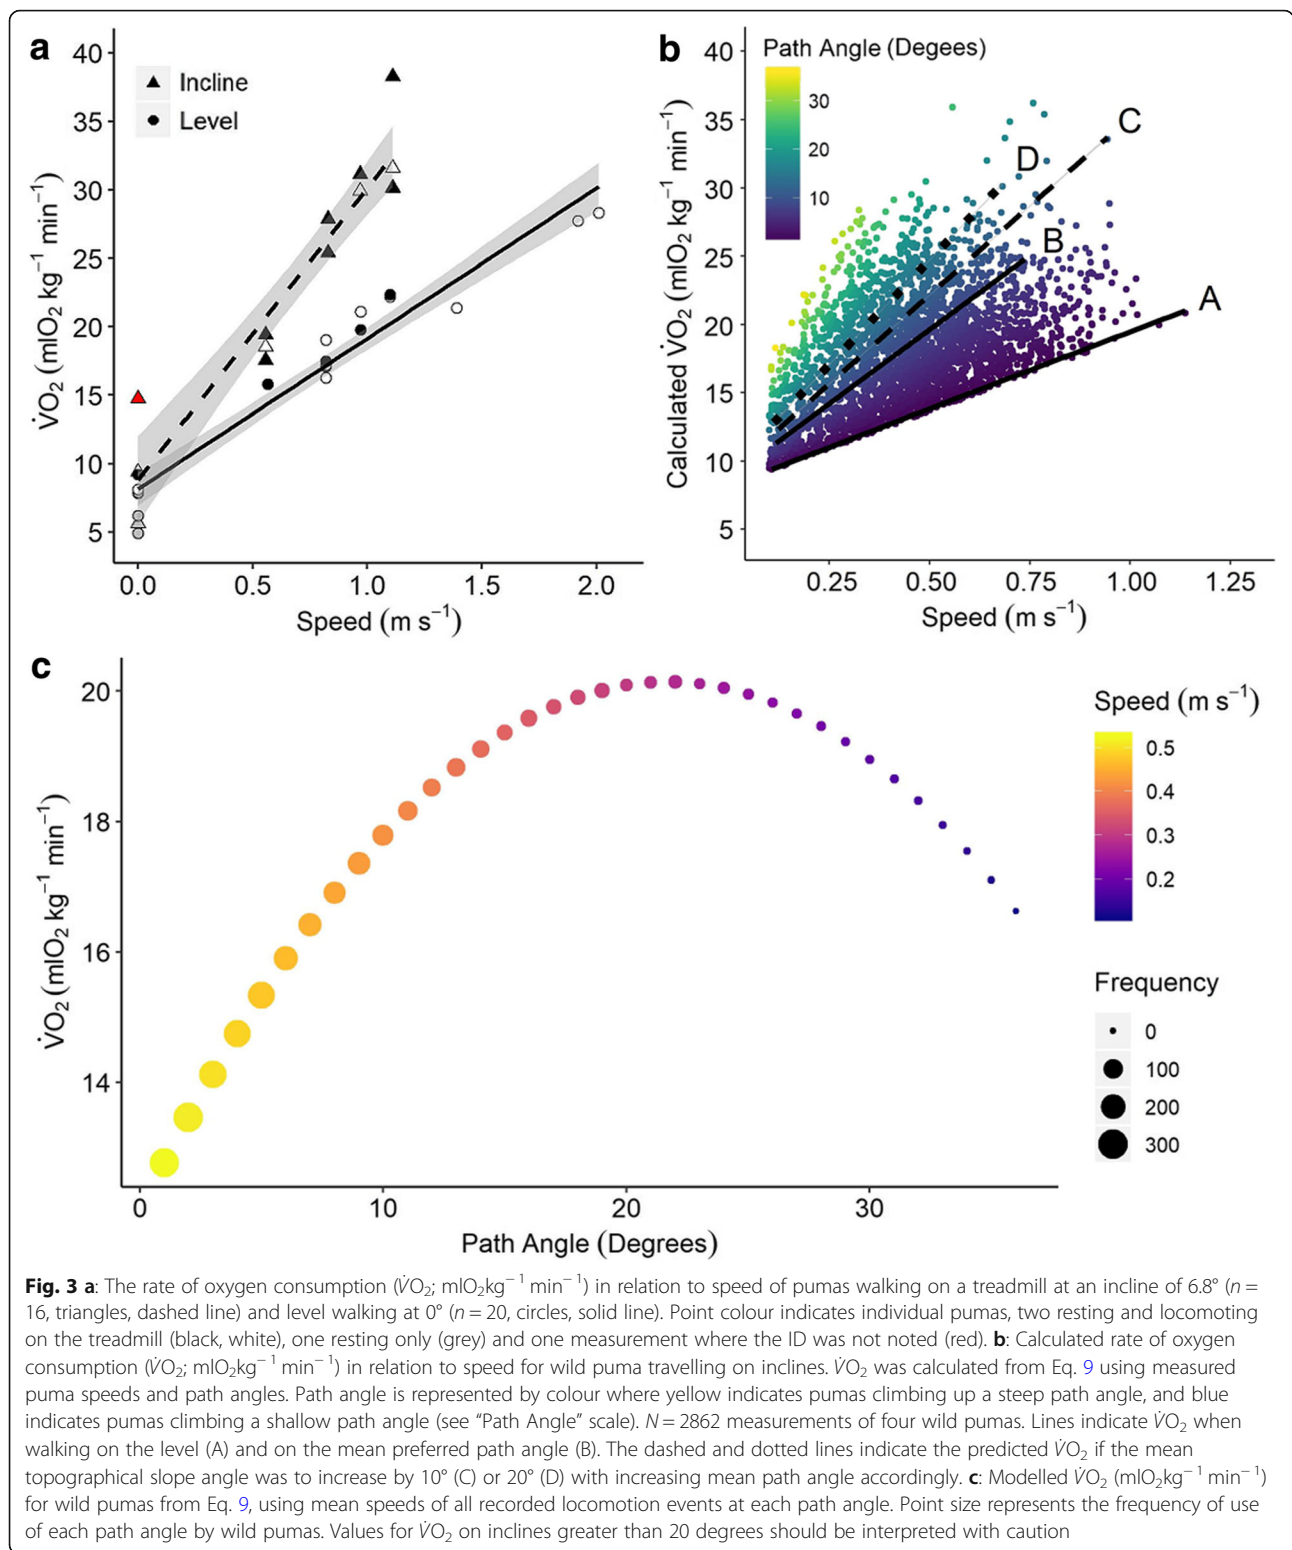 a
40
35
30
25
20
15
10
5
V̇O₂ (mlO₂ kg⁻¹ min⁻¹)
Incline
Level
0.0 0.5 1.0 1.5 2.0
Speed (m s⁻¹)
b
40
35
30
25
20
15
10
5
Calculated V̇O₂ (mlO₂ kg⁻¹ min⁻¹)
Path Angle (Degees)
30
20
10
C
D
B
A
0.25 0.50 0.75 1.00 1.25
Speed (m s⁻¹)
c
20
18
16
14
V̇O₂ (mlO₂ kg⁻¹ min⁻¹)
0 10 20 30
Path Angle (Degrees)
Speed (m s⁻¹)
0.5
0.4
0.3
0.2
Frequency
0
100
200
300
Fig. 3 a: The rate of oxygen consumption (V̇O₂; mlO₂kg⁻¹ min⁻¹) in relation to speed of pumas walking on a treadmill at an incline of 6.8° (n =
16, triangles, dashed line) and level walking at 0° (n = 20, circles, solid line). Point colour indicates individual pumas, two resting and locomoting
on the treadmill (black, white), one resting only (grey) and one measurement where the ID was not noted (red). b: Calculated rate of oxygen
consumption (V̇O₂; mlO₂kg⁻¹ min⁻¹) in relation to speed for wild puma travelling on inclines. V̇O₂ was calculated from Eq. 9 using measured
puma speeds and path angles. Path angle is represented by colour where yellow indicates pumas climbing up a steep path angle, and blue
indicates pumas climbing a shallow path angle (see "Path Angle" scale). N = 2862 measurements of four wild pumas. Lines indicate V̇O₂ when
walking on the level (A) and on the mean preferred path angle (B). The dashed and dotted lines indicate the predicted V̇O₂ if the mean
topographical slope angle was to increase by 10° (C) or 20° (D) with increasing mean path angle accordingly. c: Modelled V̇O₂ (mlO₂kg⁻¹ min⁻¹)
for wild pumas from Eq. 9, using mean speeds of all recorded locomotion events at each path angle. Point size represents the frequency of use
of each path angle by wild pumas. Values for V̇O₂ on inclines greater than 20 degrees should be interpreted with caution